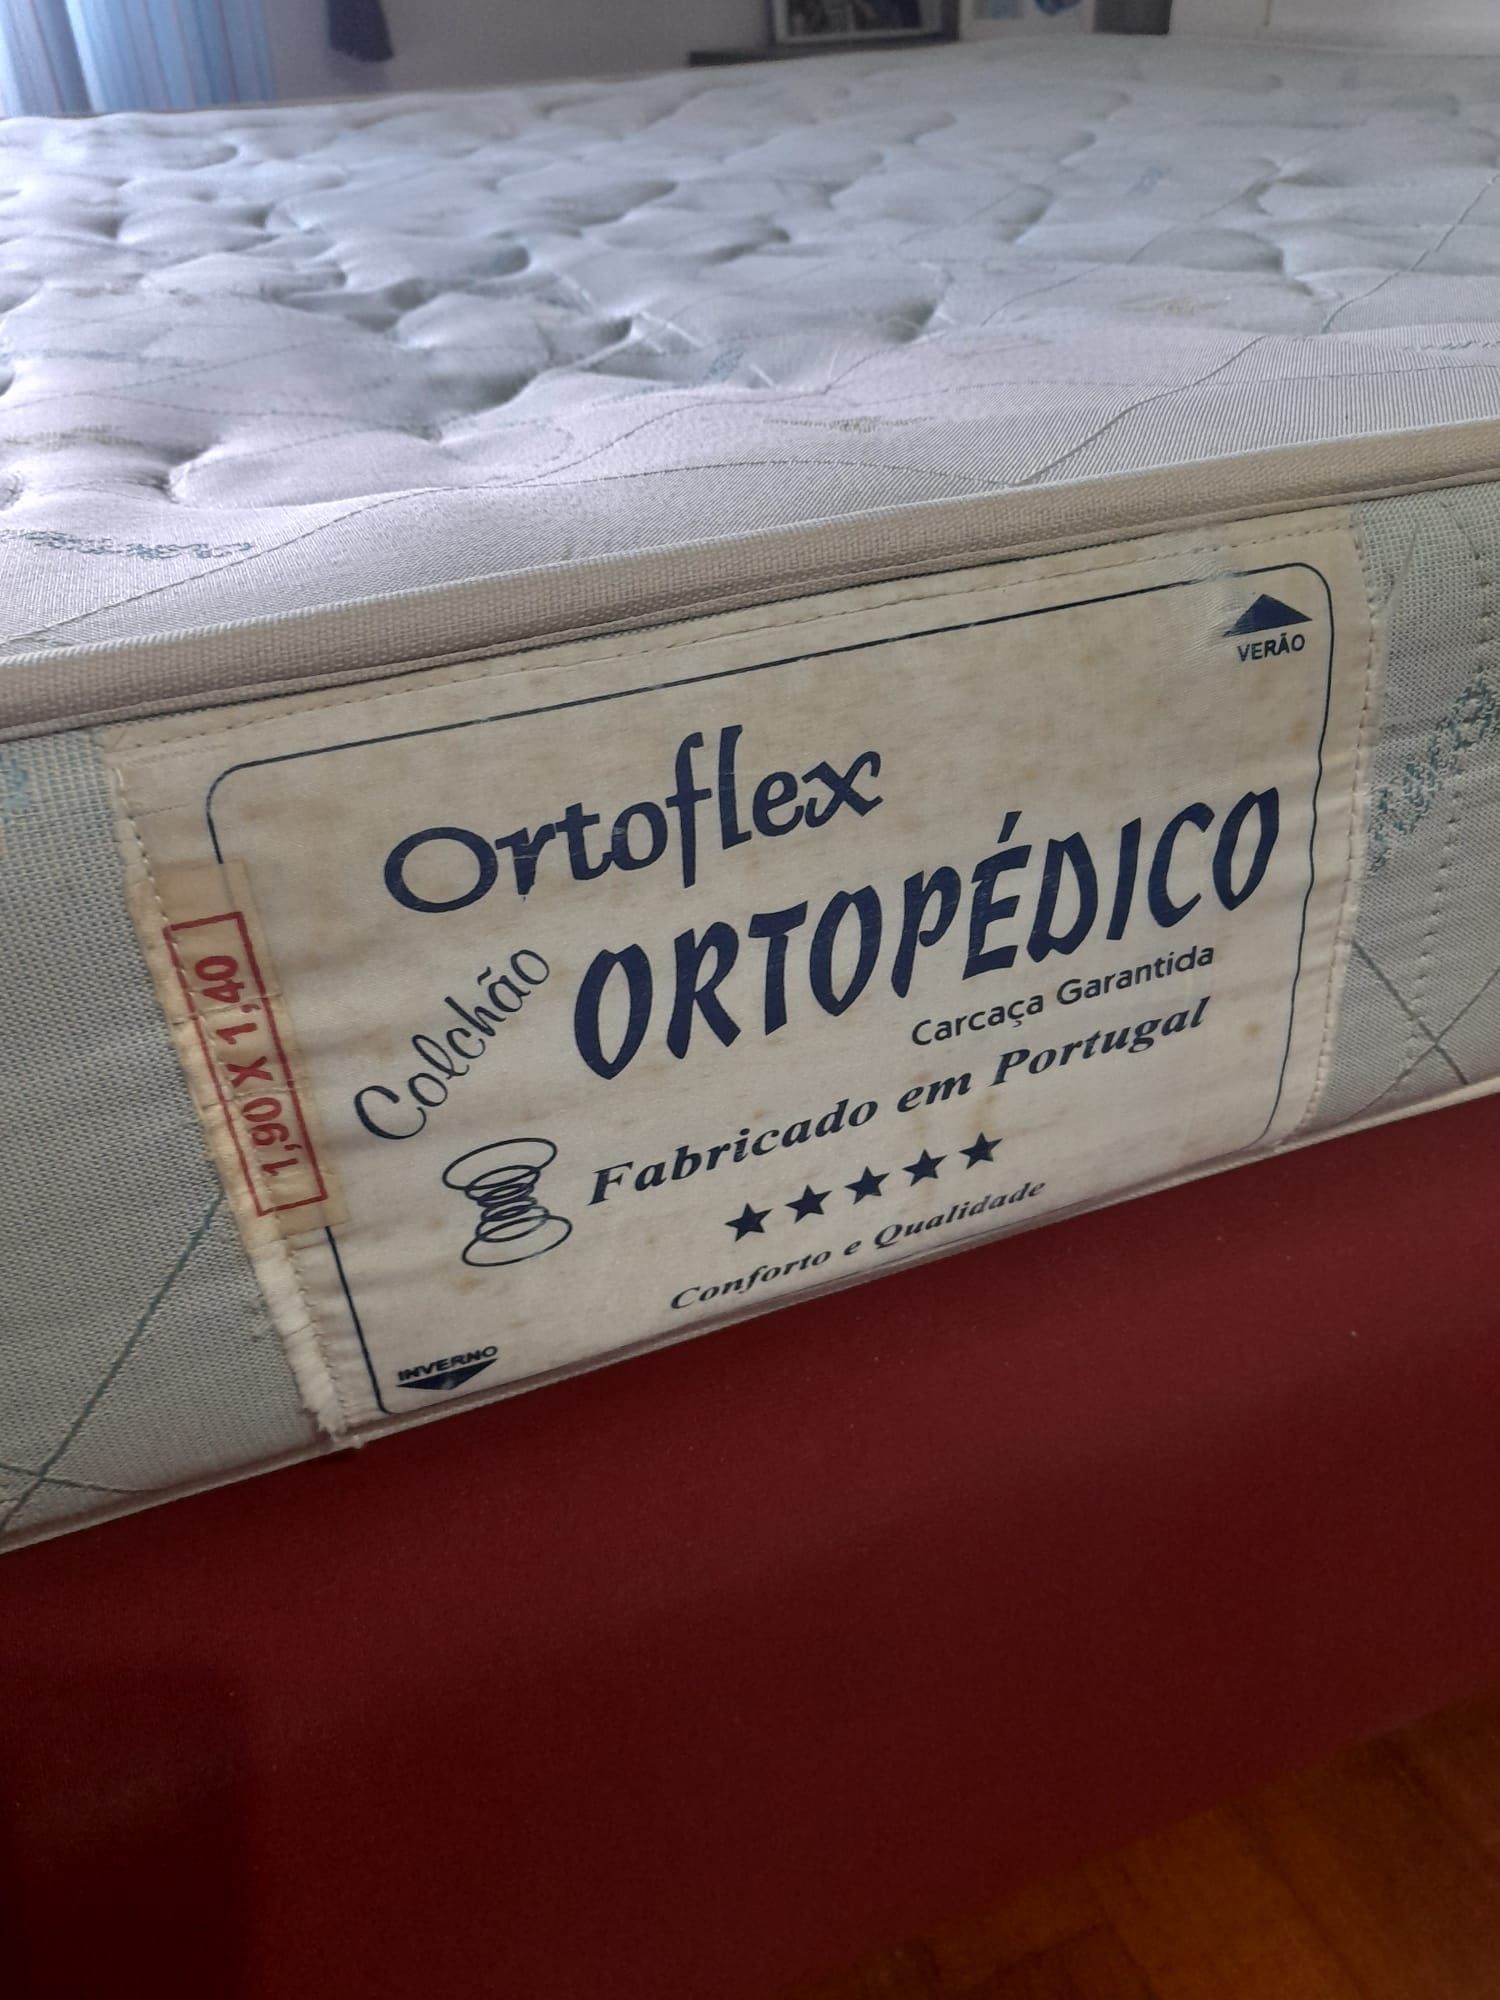 VERÃO
Ortoflex
Colchão
ORTOPÉDICO
Carcaça Garantida
Fabricado em Portugal
Conforto e Qualidade
INVERNO
1,90 X 1,40